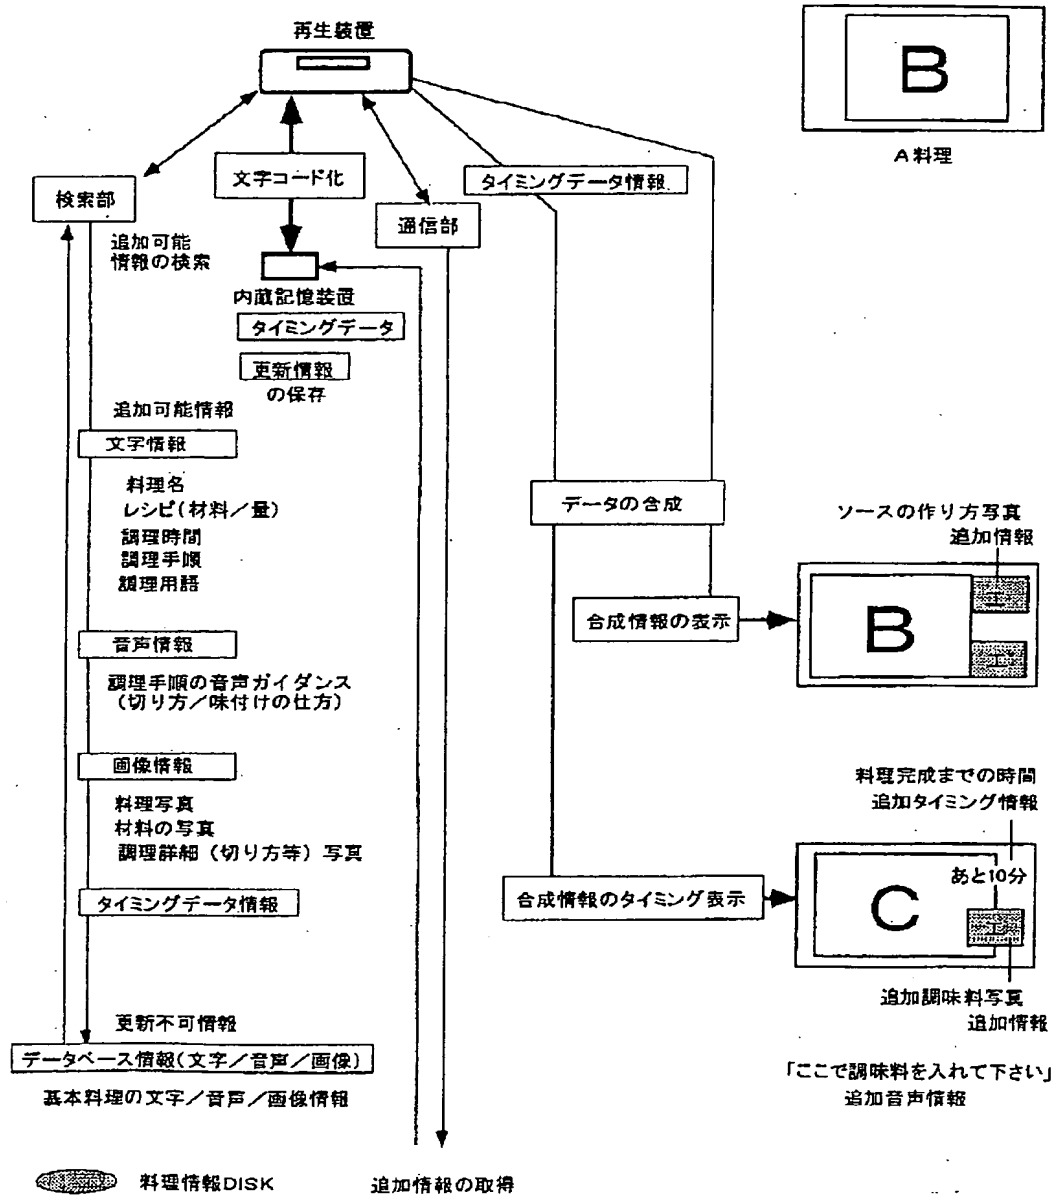 再生装置
B
A料理
文字コード化
タイミングデータ情報
検索部
通信部
追加可能
情報の検索
内蔵記憶装置
タイミングデータ
更新情報
の保存
追加可能情報
文字情報
料理名
レシピ(材料/量)
調理時間
調理手順
調理用語
データの合成
ソースの作り方写真
追加情報
合成情報の表示
B
音声情報
調理手順の音声ガイダンス
(切り方/味付けの仕方)
画像情報
料理写真
材料の写真
調理詳細(切り方等)写真
料理完成までの時間
追加タイミング情報
あと10分
C
タイミングデータ情報
合成情報のタイミング表示
追加調味料写真
追加情報
更新不可情報
データベース情報(文字/音声/画像)
基本料理の文字/音声/画像情報
「ここで調味料を入れて下さい」
追加音声情報
料理情報DISK
追加情報の取得